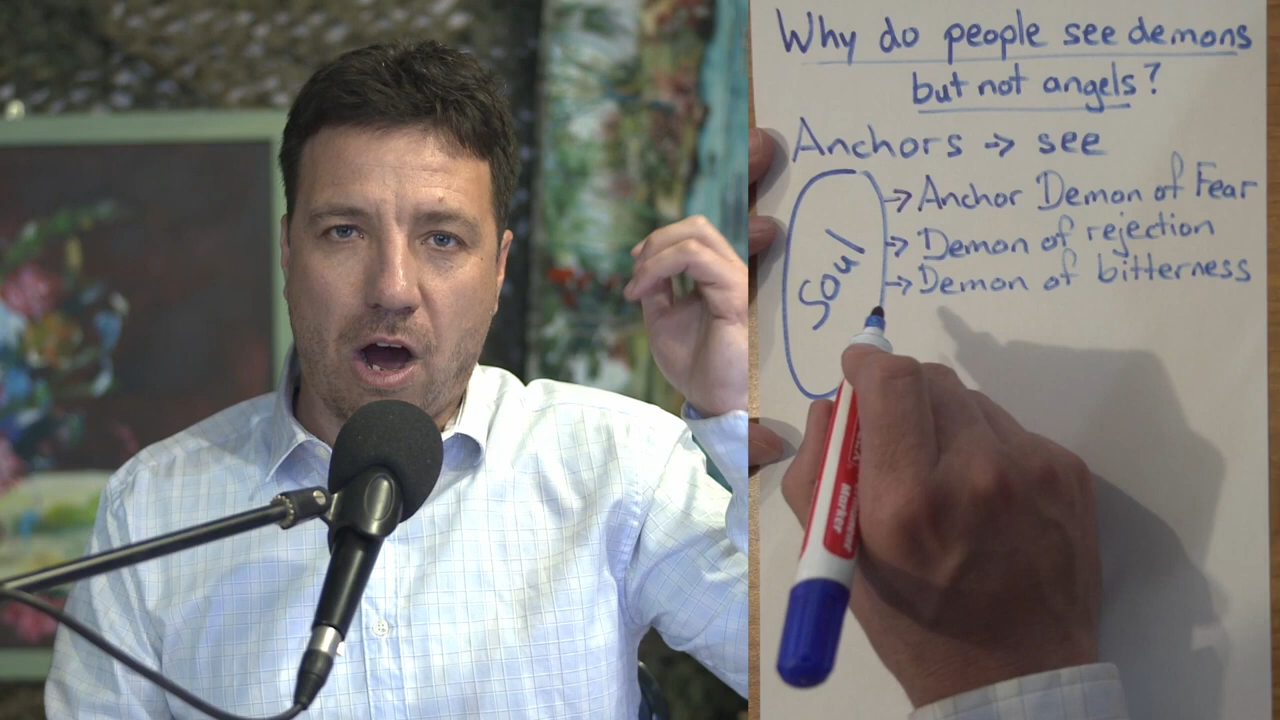 Why do people see demons
but not angels?
Anchors → see
→ Anchor Demon of Fear
→ Demon of rejection
→ Demon of bitterness
Soul
Marker